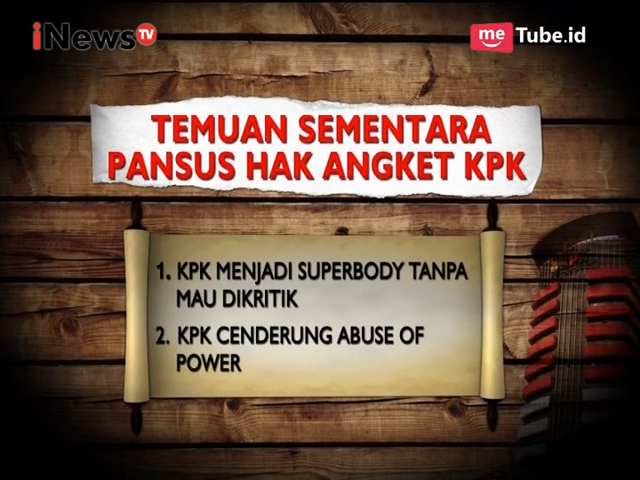 iNews TV
me Tube.id
TEMUAN SEMENTARA
PANSUS HAK ANGKET KPK
1. KPK MENJADI SUPERBODY TANPA
MAU DIKRITIK
2. KPK CENDERUNG ABUSE OF
POWER